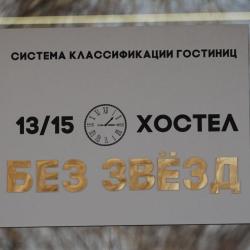 СИСТЕМА КЛАССИФИКАЦИИ ГОСТИНИЦ
13/15 ХОСТЕЛ
БЕЗ ЗВЁЗД